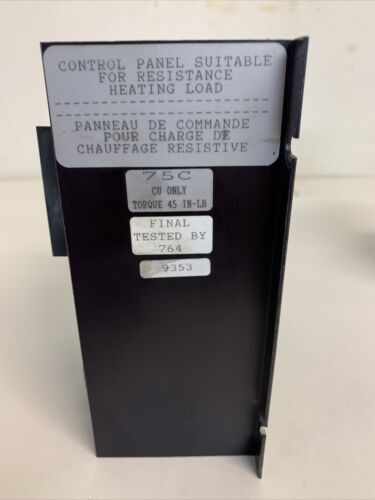 CONTROL PANEL SUITABLE
FOR RESISTANCE
HEATING LOAD
PANNEAU DE COMMANDE
POUR CHARGE DE
CHAUFFAGE RESISTIVE
75C
CU ONLY
TORQUE 45 IN-LB
FINAL
TESTED BY
764
9353